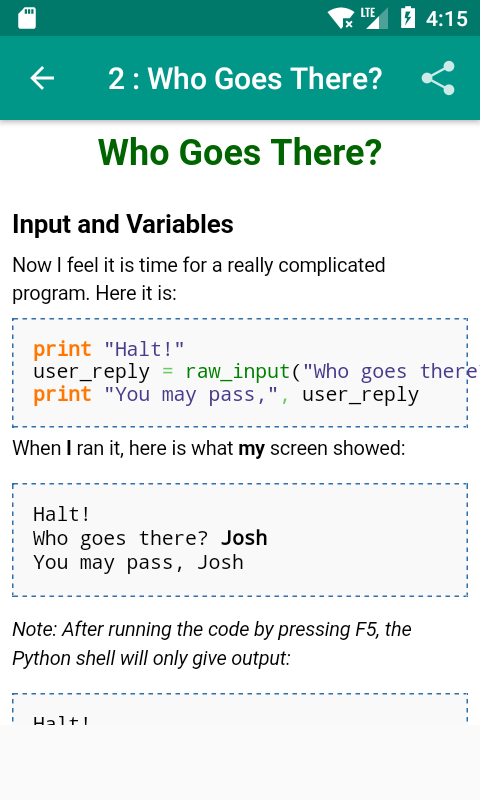 LTE 4:15
2 : Who Goes There?
Who Goes There?
Input and Variables
Now I feel it is time for a really complicated
program. Here it is:
print "Halt!"
user_reply = raw_input("Who goes there
print "You may pass,", user_reply
When I ran it, here is what my screen showed:
Halt!
Who goes there? Josh
You may pass, Josh
Note: After running the code by pressing F5, the
Python shell will only give output:
Halt!